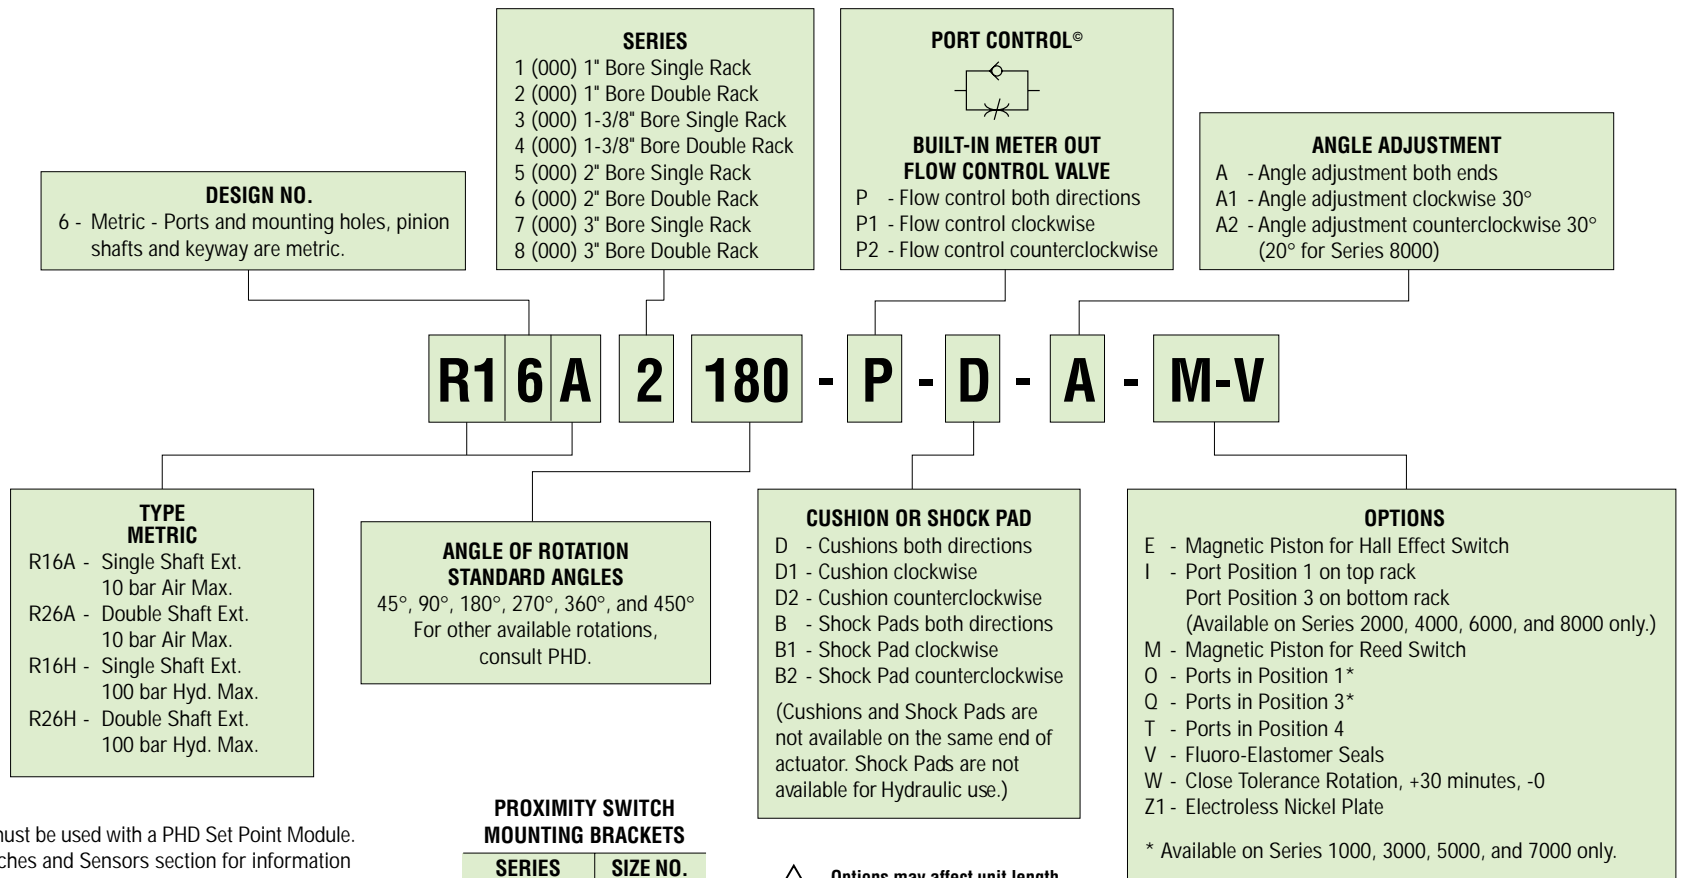 SERIES
1 (000) 1" Bore Single Rack
2 (000) 1" Bore Double Rack
3 (000) 1-3/8" Bore Single Rack
4 (000) 1-3/8" Bore Double Rack
5 (000) 2" Bore Single Rack
6 (000) 2" Bore Double Rack
7 (000) 3" Bore Single Rack
8 (000) 3" Bore Double Rack
PORT CONTROL©
BUILT-IN METER OUT
FLOW CONTROL VALVE
P - Flow control both directions
P1 - Flow control clockwise
P2 - Flow control counterclockwise
ANGLE ADJUSTMENT
A - Angle adjustment both ends
A1 - Angle adjustment clockwise 30°
A2 - Angle adjustment counterclockwise 30°
(20° for Series 8000)
DESIGN NO.
6 - Metric - Ports and mounting holes, pinion
shafts and keyway are metric.
R1 6 A 2 180 - P - D - A - M-V
TYPE
METRIC
R16A - Single Shaft Ext.
10 bar Air Max.
R26A - Double Shaft Ext.
10 bar Air Max.
R16H - Single Shaft Ext.
100 bar Hyd. Max.
R26H - Double Shaft Ext.
100 bar Hyd. Max.
ANGLE OF ROTATION
STANDARD ANGLES
45°, 90°, 180°, 270°, 360°, and 450°
For other available rotations,
consult PHD.
CUSHION OR SHOCK PAD
D - Cushions both directions
D1 - Cushion clockwise
D2 - Cushion counterclockwise
B - Shock Pads both directions
B1 - Shock Pad clockwise
B2 - Shock Pad counterclockwise
(Cushions and Shock Pads are
not available on the same end of
actuator. Shock Pads are not
available for Hydraulic use.)
OPTIONS
E - Magnetic Piston for Hall Effect Switch
I - Port Position 1 on top rack
Port Position 3 on bottom rack
(Available on Series 2000, 4000, 6000, and 8000 only.)
M - Magnetic Piston for Reed Switch
O - Ports in Position 1*
Q - Ports in Position 3*
T - Ports in Position 4
V - Fluoro-Elastomer Seals
W - Close Tolerance Rotation, +30 minutes, -0
Z1 - Electroless Nickel Plate
* Available on Series 1000, 3000, 5000, and 7000 only.
must be used with a PHD Set Point Module.
ches and Sensors section for information
PROXIMITY SWITCH
MOUNTING BRACKETS
SERIES SIZE NO.
Options may affect unit length